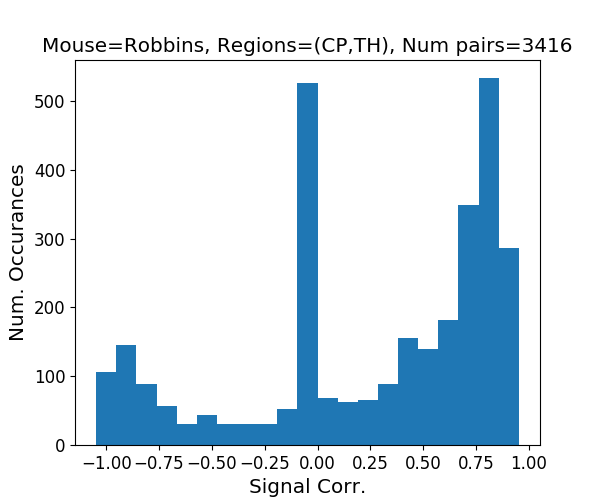 Mouse=Robbins, Regions=(CP,TH), Num pairs=3416
Num. Occurances
500
400
300
200
100
0
−1.00 −0.75 −0.50 −0.25 0.00 0.25 0.50 0.75 1.00
Signal Corr.